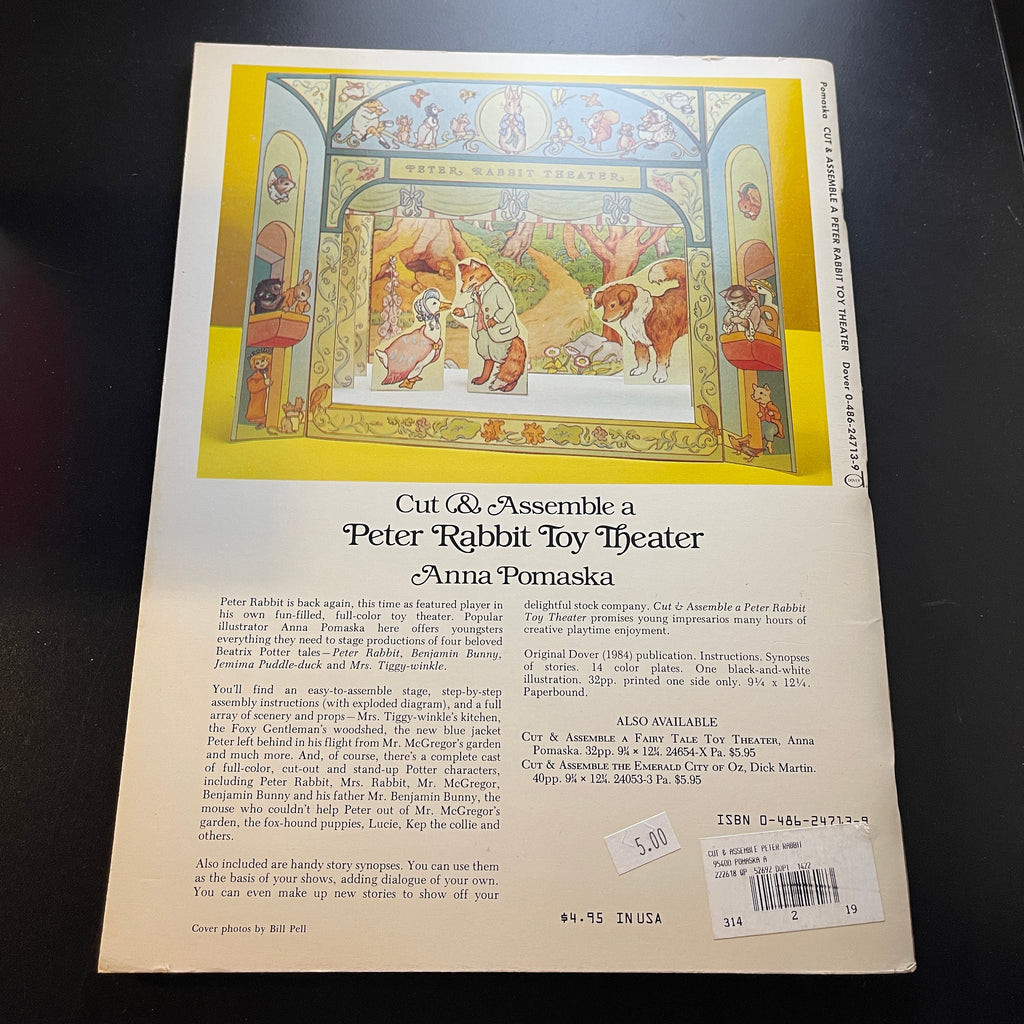 PETER RABBIT THEATER
Pomaska CUT & ASSEMBLE A PETER RABBIT TOY THEATER Dover 0-486-24713-9
DOVER
Cut & Assemble a
Peter Rabbit Toy Theater
Anna Pomaska
Peter Rabbit is back again, this time as featured player in
his own fun-filled, full-color toy theater. Popular
illustrator Anna Pomaska here offers youngsters
everything they need to stage productions of four beloved
Beatrix Potter tales—Peter Rabbit, Benjamin Bunny,
Jemima Puddle-duck and Mrs. Tiggy-winkle.
You'll find an easy-to-assemble stage, step-by-step
assembly instructions (with exploded diagram), and a full
array of scenery and props—Mrs. Tiggy-winkle's kitchen,
the Foxy Gentleman's woodshed, the new blue jacket
Peter left behind in his flight from Mr. McGregor's garden
and much more. And, of course, there's a complete cast
of full-color, cut-out and stand-up Potter characters,
including Peter Rabbit, Mrs. Rabbit, Mr. McGregor,
Benjamin Bunny and his father Mr. Benjamin Bunny, the
mouse who couldn't help Peter out of Mr. McGregor's
garden, the fox-hound puppies, Lucie, Kep the collie and
others.
Also included are handy story synopses. You can use them
as the basis of your shows, adding dialogue of your own.
You can even make up new stories to show off your
delightful stock company. Cut & Assemble a Peter Rabbit
Toy Theater promises young impresarios many hours of
creative playtime enjoyment.
Original Dover (1984) publication. Instructions. Synopses
of stories. 14 color plates. One black-and-white
illustration. 32pp. printed one side only. 9¼ x 12¼.
Paperbound.
ALSO AVAILABLE
CUT & ASSEMBLE A FAIRY TALE TOY THEATER, Anna
Pomaska. 32pp. 9¼ × 12¼. 24654-X Pa. $5.95
CUT & ASSEMBLE THE EMERALD CITY OF OZ, Dick Martin.
40pp. 9¼ × 12¼. 24053-3 Pa. $5.95
ISBN 0-486-24713-9
5.00
CUT & ASSEMBLE PETER RABBIT
95400 POMASKA A
222618 WP 52692 DUPT 1422
314 2 19
$4.95 IN USA
Cover photos by Bill Pell